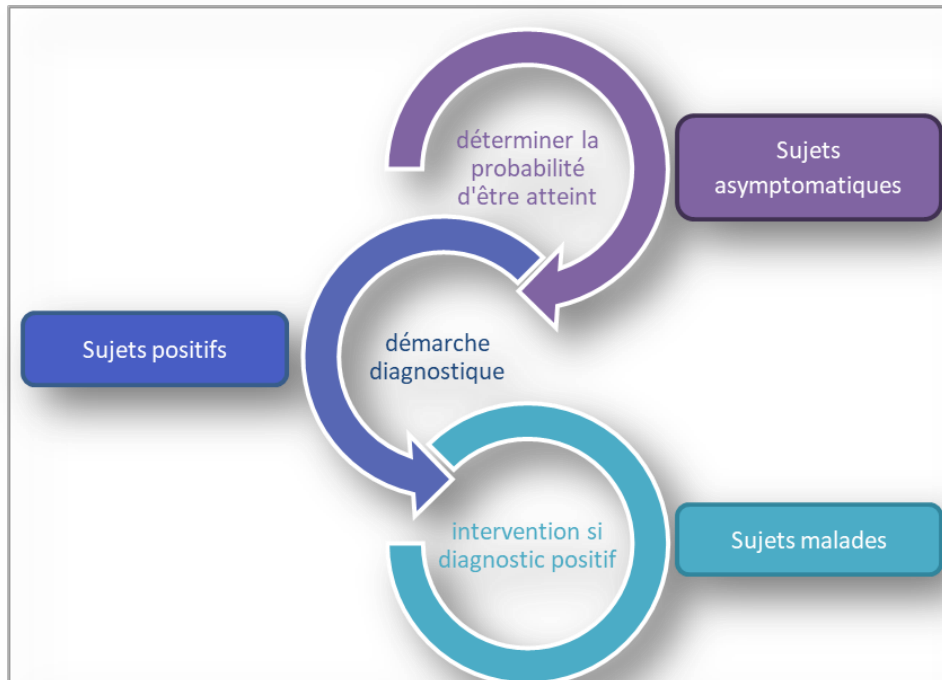 déterminer la
probabilité
d'être atteint
Sujets
asymptomatiques
Sujets positifs
démarche
diagnostique
intervention si
diagnostic positif
Sujets malades